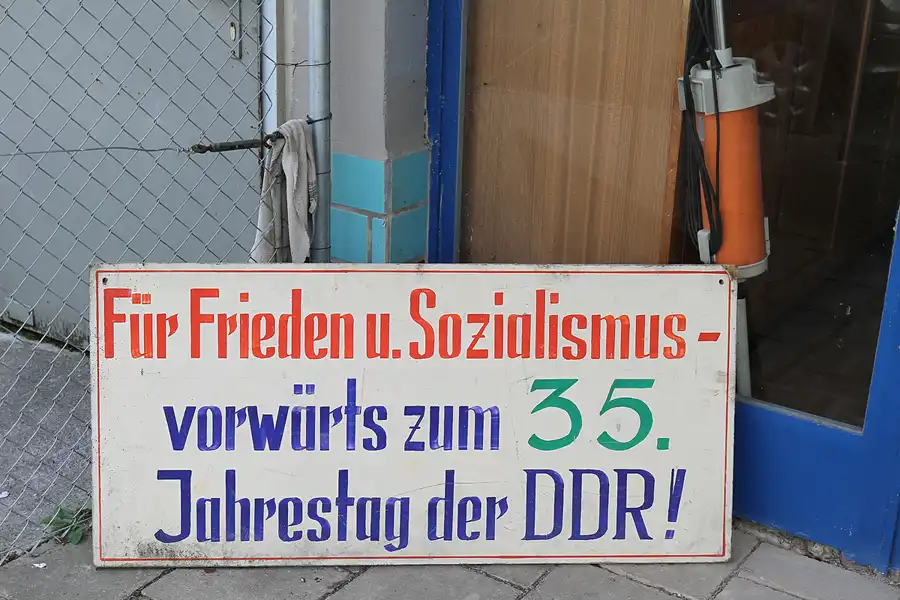 Für Frieden u. Sozialismus -
vorwärts zum 35.
Jahrestag der DDR!